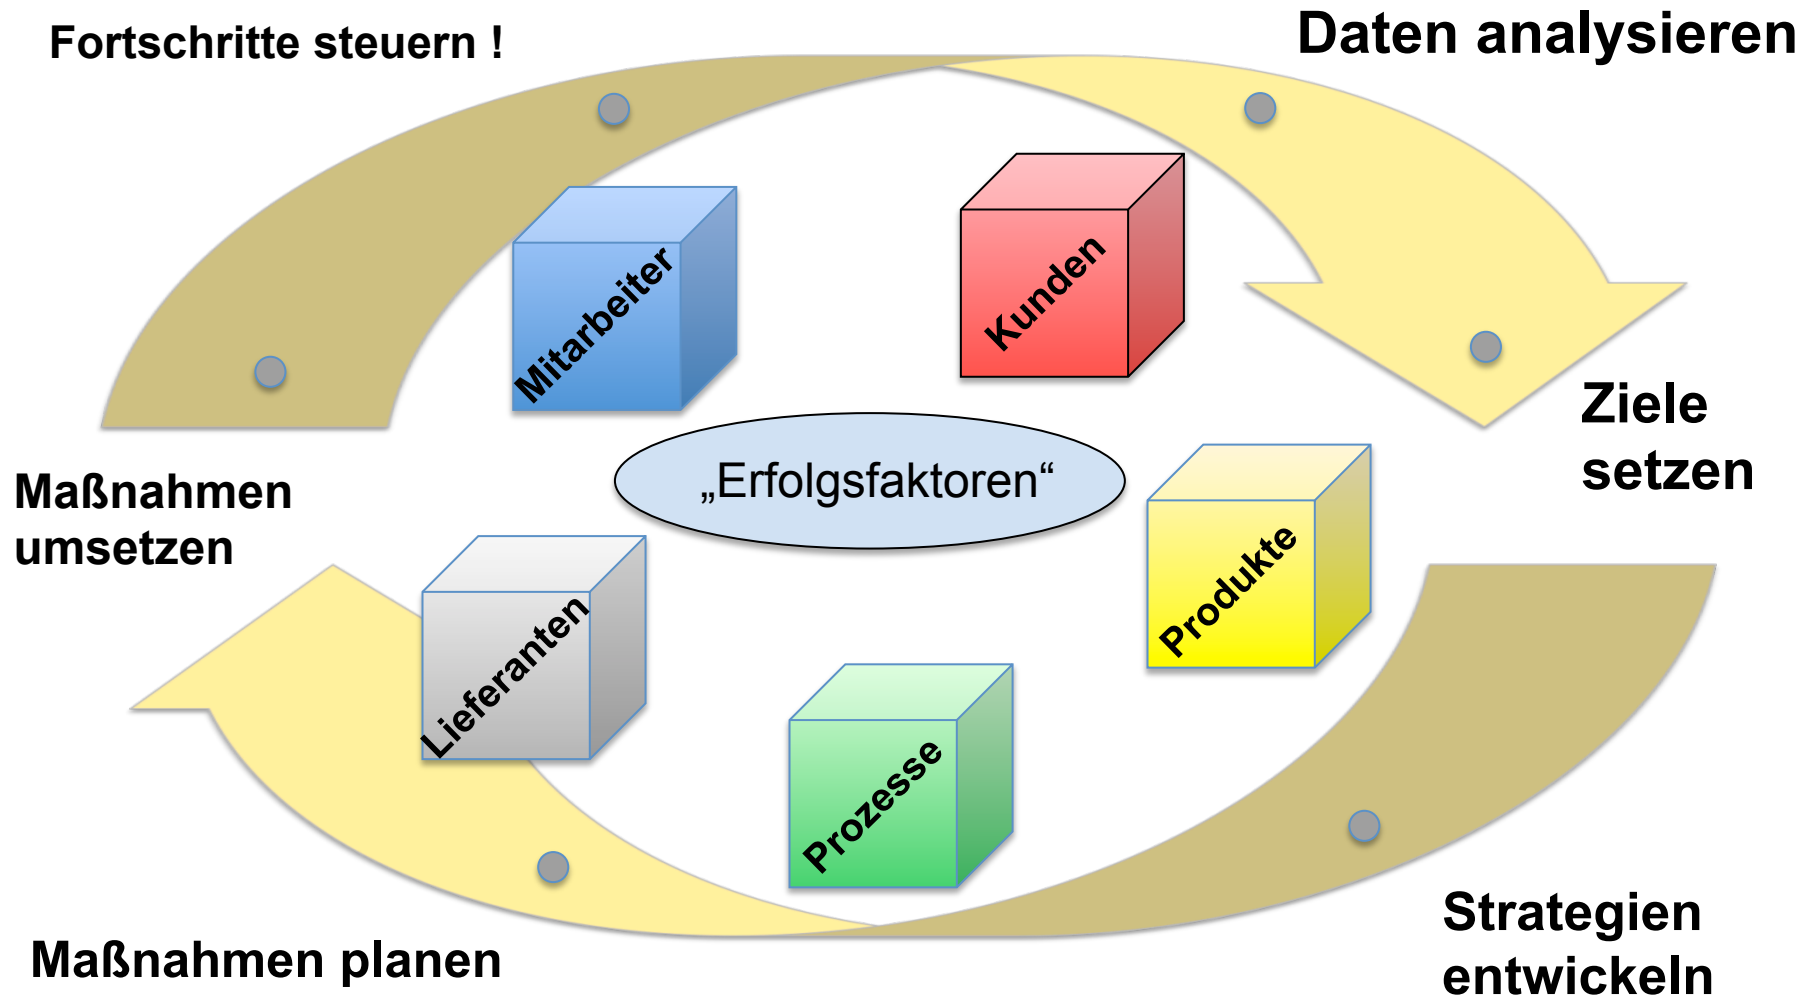 Fortschritte steuern !
Daten analysieren
Mitarbeiter
Kunden
Ziele
setzen
„Erfolgsfaktoren“
Maßnahmen
umsetzen
Produkte
Lieferanten
Prozesse
Strategien
entwickeln
Maßnahmen planen